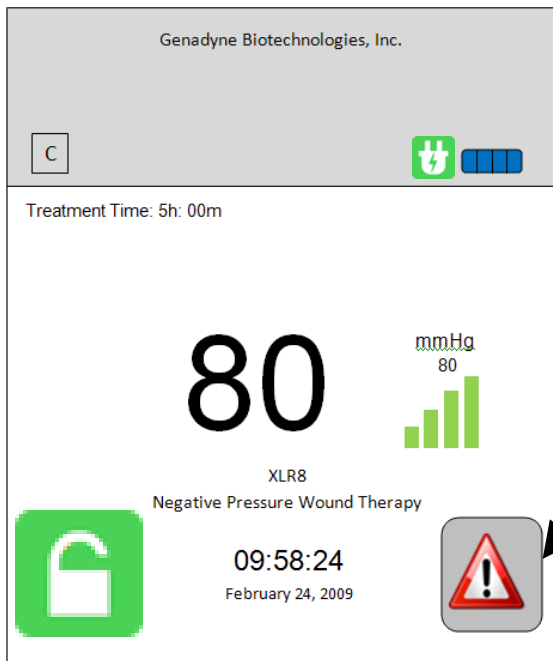 Genadyne Biotechnologies, Inc.
C
Treatment Time: 5h: 00m
80
mmHg
80
XLR8
Negative Pressure Wound Therapy
09:58:24
February 24, 2009
!